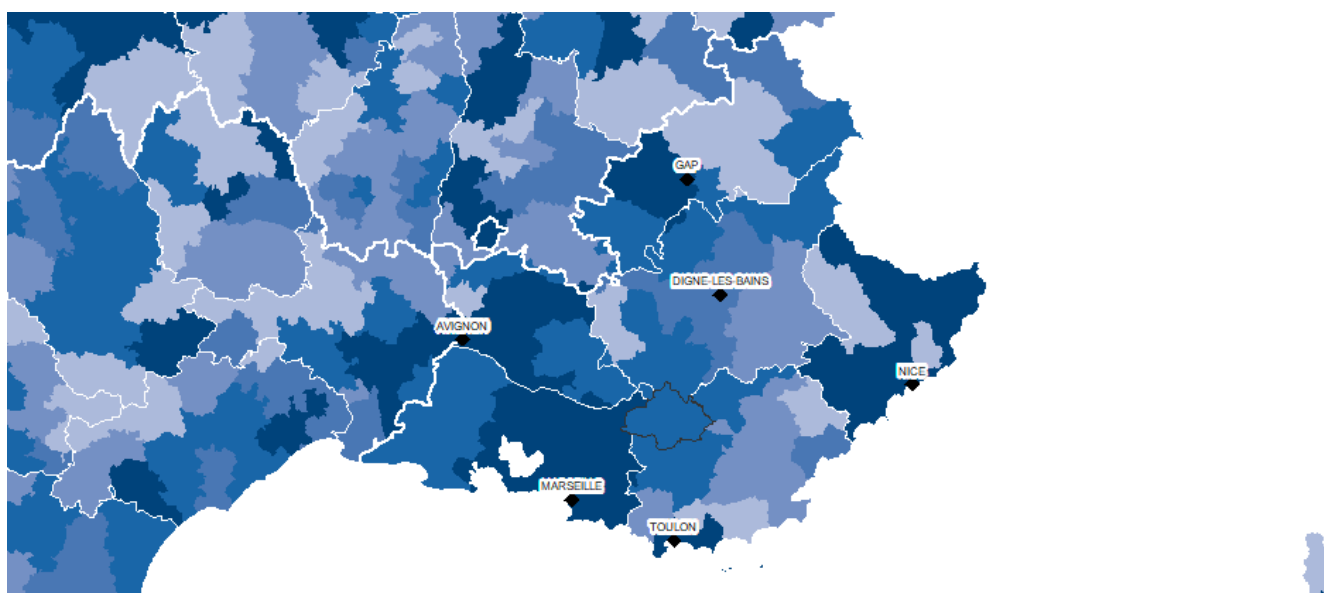 GAP
DIGNE-LES-BAINS
AVIGNON
NICE
MARSEILLE
TOULON